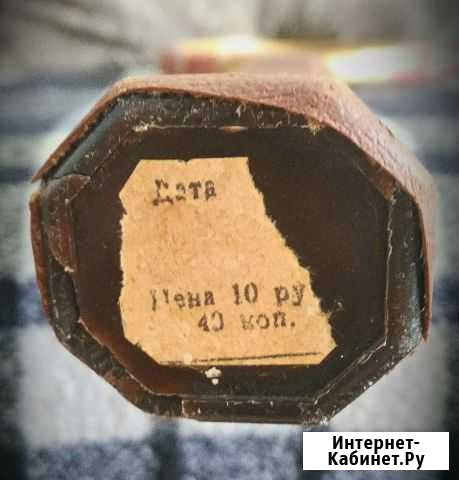 Дата
Цена 10 ру
40 коп.
Интернет-
Кабинет.Ру